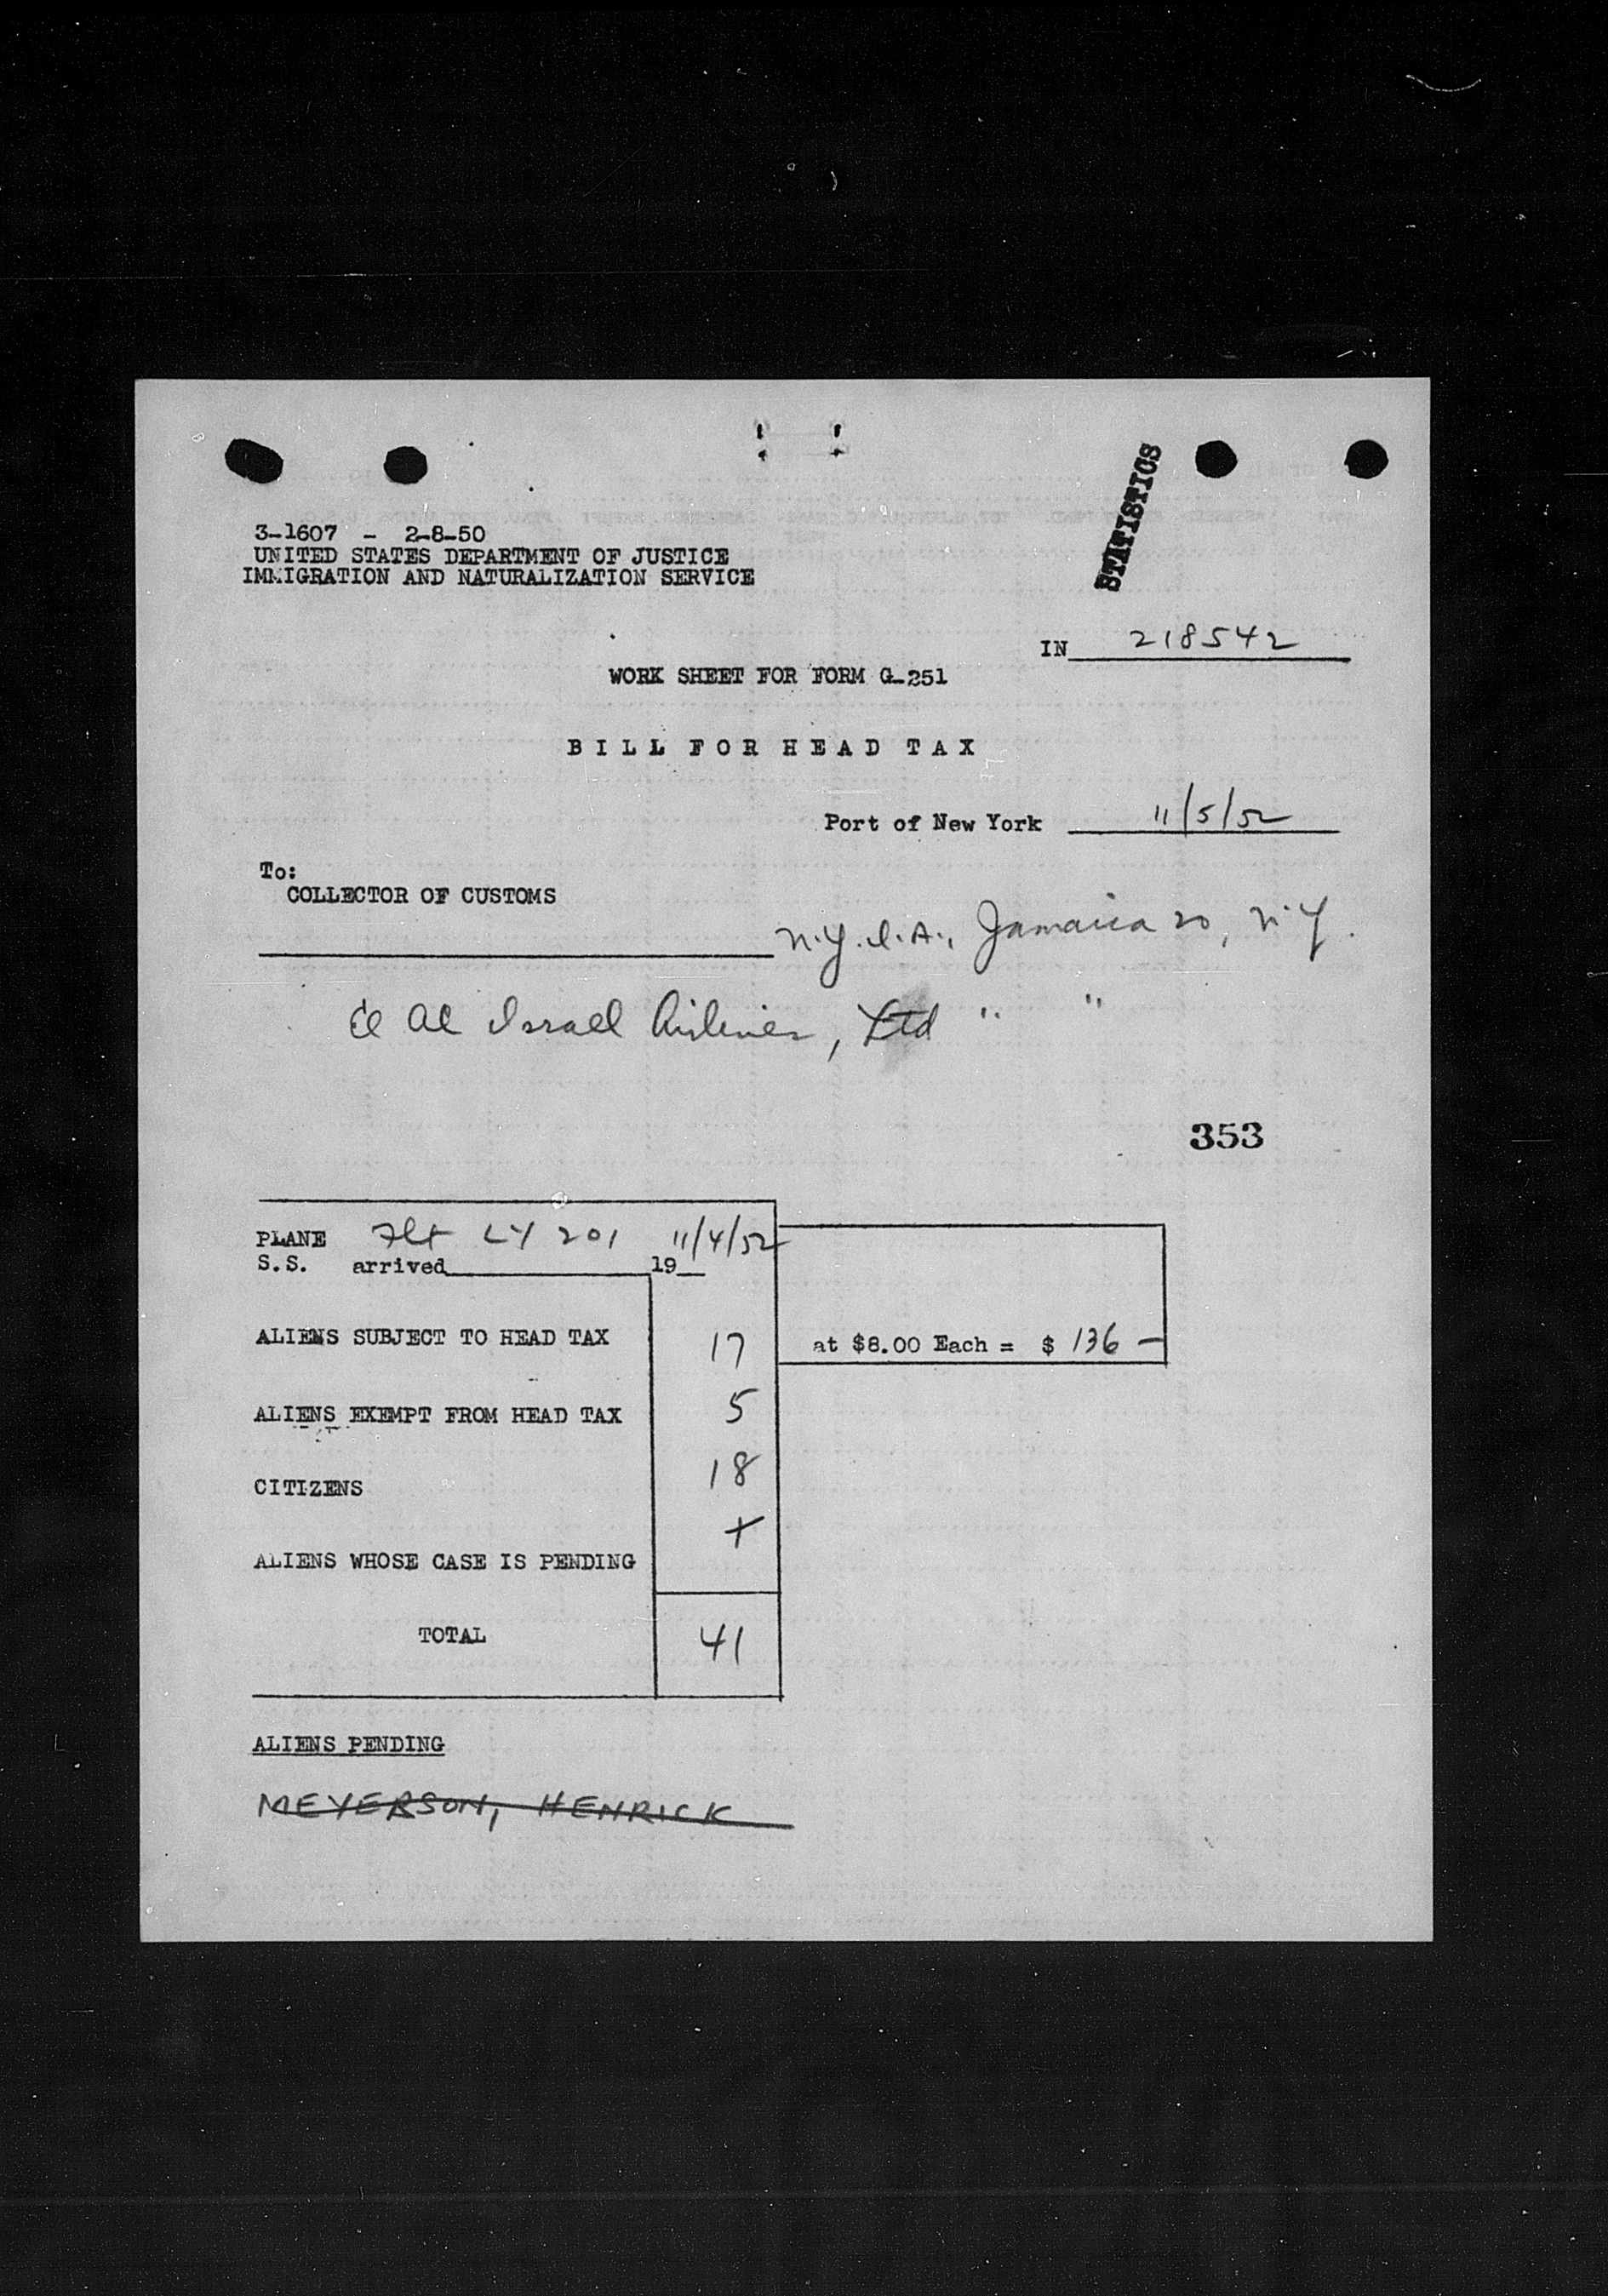 STATISTICS
3-1607 - 2-8-50
UNITED STATES DEPARTMENT OF JUSTICE
IMMIGRATION AND NATURALIZATION SERVICE
IN 218542
WORK SHEET FOR FORM G-251
BILL FOR HEAD TAX
Port of New York 11/5/52
To:
COLLECTOR OF CUSTOMS
N.Y.I.A., Jamaica 20, N.Y.
El Al Israel Airlines, Ltd " "
353
PLANE Flt LY 201 11/4/52
S.S. arrived 19
ALIENS SUBJECT TO HEAD TAX 17 at $8.00 Each = $ 136 —
ALIENS EXEMPT FROM HEAD TAX 5
CITIZENS 18
+
ALIENS WHOSE CASE IS PENDING
TOTAL 41
ALIENS PENDING
MEYERSON, HENRICK